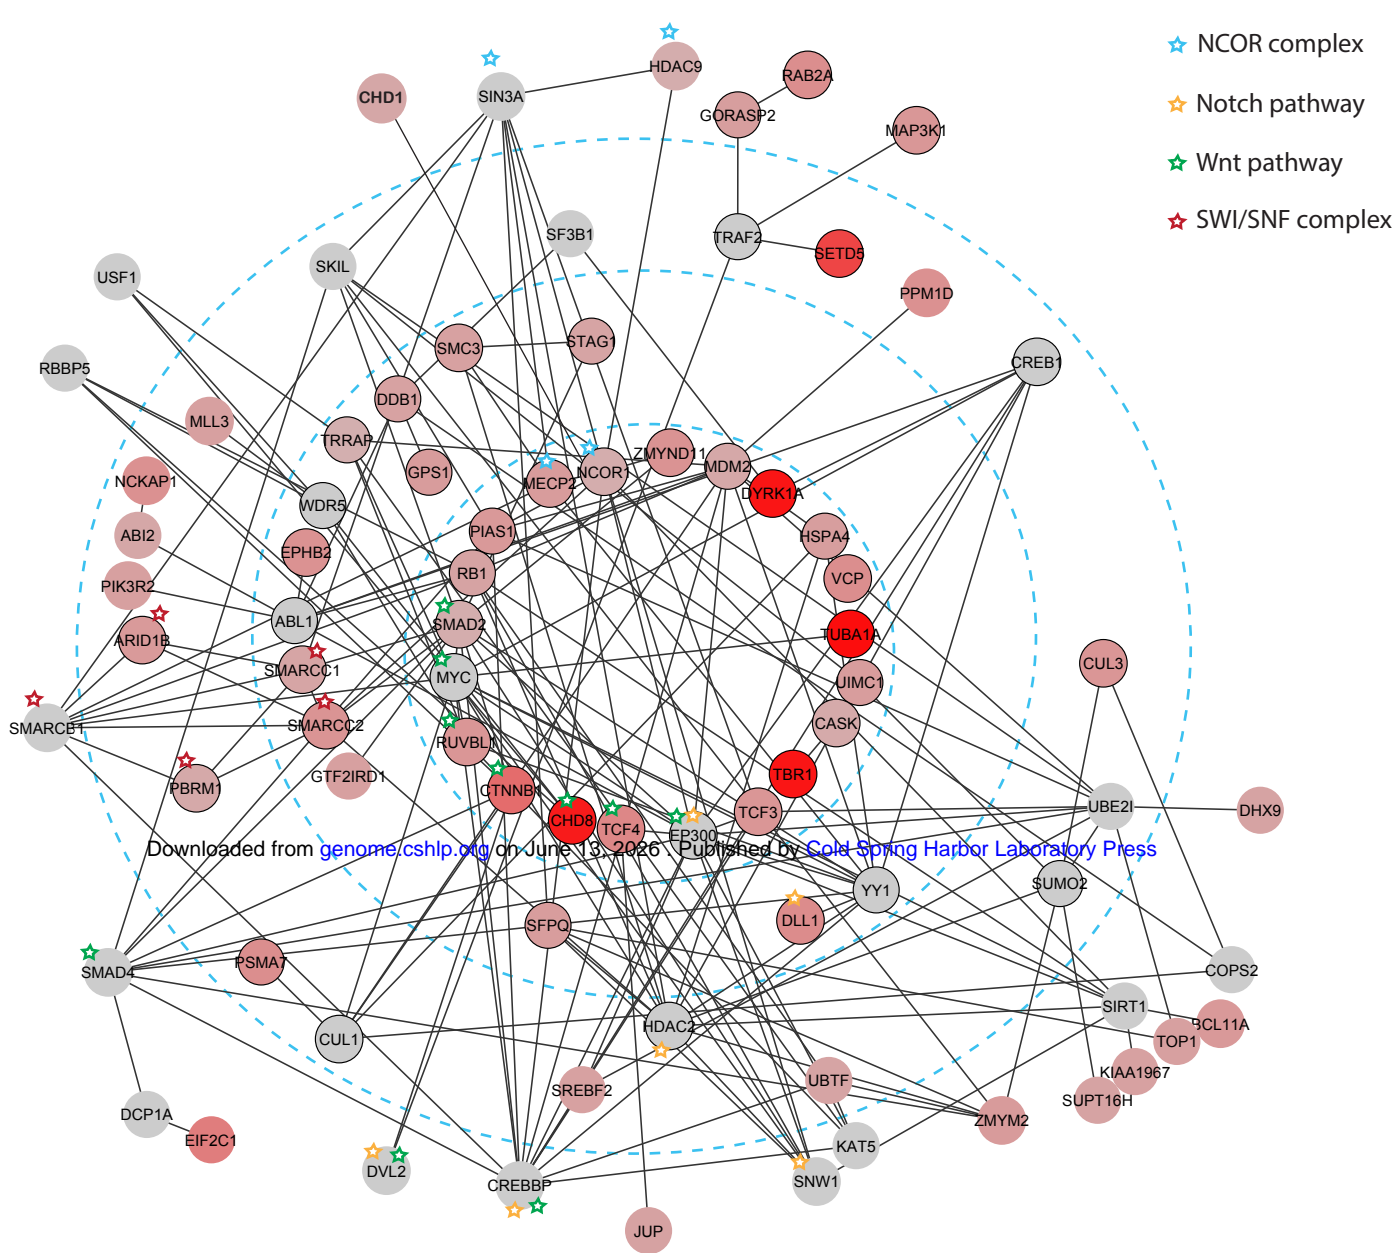 NCOR complex
Notch pathway
Wnt pathway
SWI/SNF complex
HDAC9
RAB2A
CHD1
SIN3A
GORASP2
MAP3K1
SF3B1
TRAF2
SETD5
SKIL
USF1
PPM1D
SMC3
STAG1
CREB1
RBBP5
DDB1
MLL3
TRRAP
ZMYND11
MDM2
GPS1
NCOR1
NCKAP1
MECP2
DYRK1A
WDR5
ABI2
PIAS1
HSPA4
EPHB2
RB1
VCP
PIK3R2
ABL1
SMAD2
TUBA1A
ARID1B
CUL3
SMARCC1
MYC
UIMC1
SMARCB1
SMARCC2
CASK
RUVBL1
GTF2IRD1
TBR1
PBRM1
CTNNB1
UBE2I
DHX9
CHD8
TCF4
EP300
TCF3
Downloaded from genome.cshlp.org on June 13, 2026 . Published by Cold Spring Harbor Laboratory Press
YY1
SUMO2
DLL1
SFPQ
PSMA7
SMAD4
COPS2
SIRT1
HDAC2
BCL11A
CUL1
TOP1
KIAA1967
UBTF
SREBF2
SUPT16H
DCP1A
ZMYM2
EIF2C1
KAT5
DVL2
CREBBP
SNW1
JUP